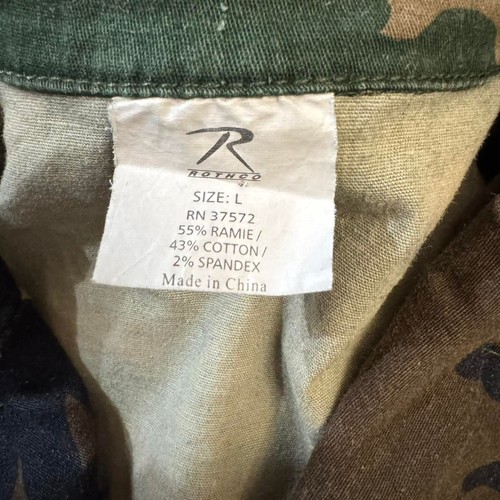 R
ROTHCO
SIZE: L
RN 37572
55% RAMIE/
43% COTTON/
2% SPANDEX
Made in China